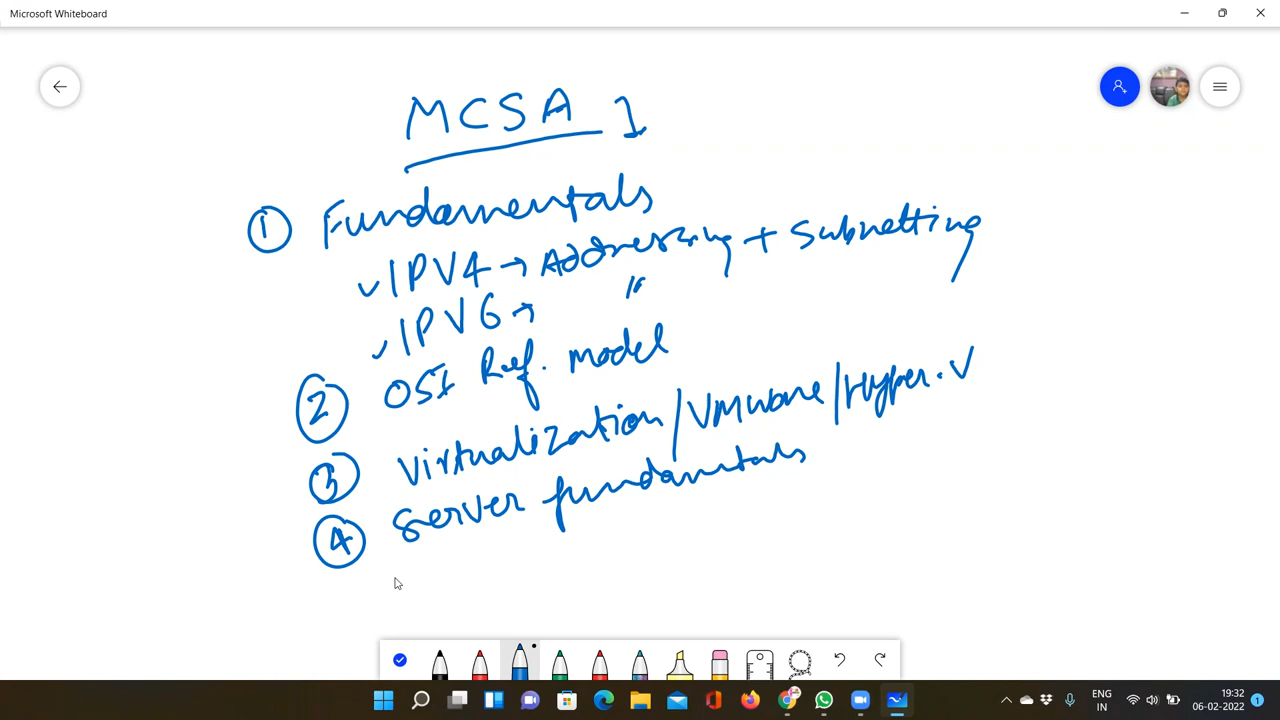 Microsoft Whiteboard
MCSA 1
① Fundamentals
✓ IPV4 → Addressing + Subnetting
✓ IPV6 → "
② OSI Ref. model
③ Virtualization/VMware/Hyper-V
④ Server fundamentals
ENG
IN
19:32
06-02-2022
1